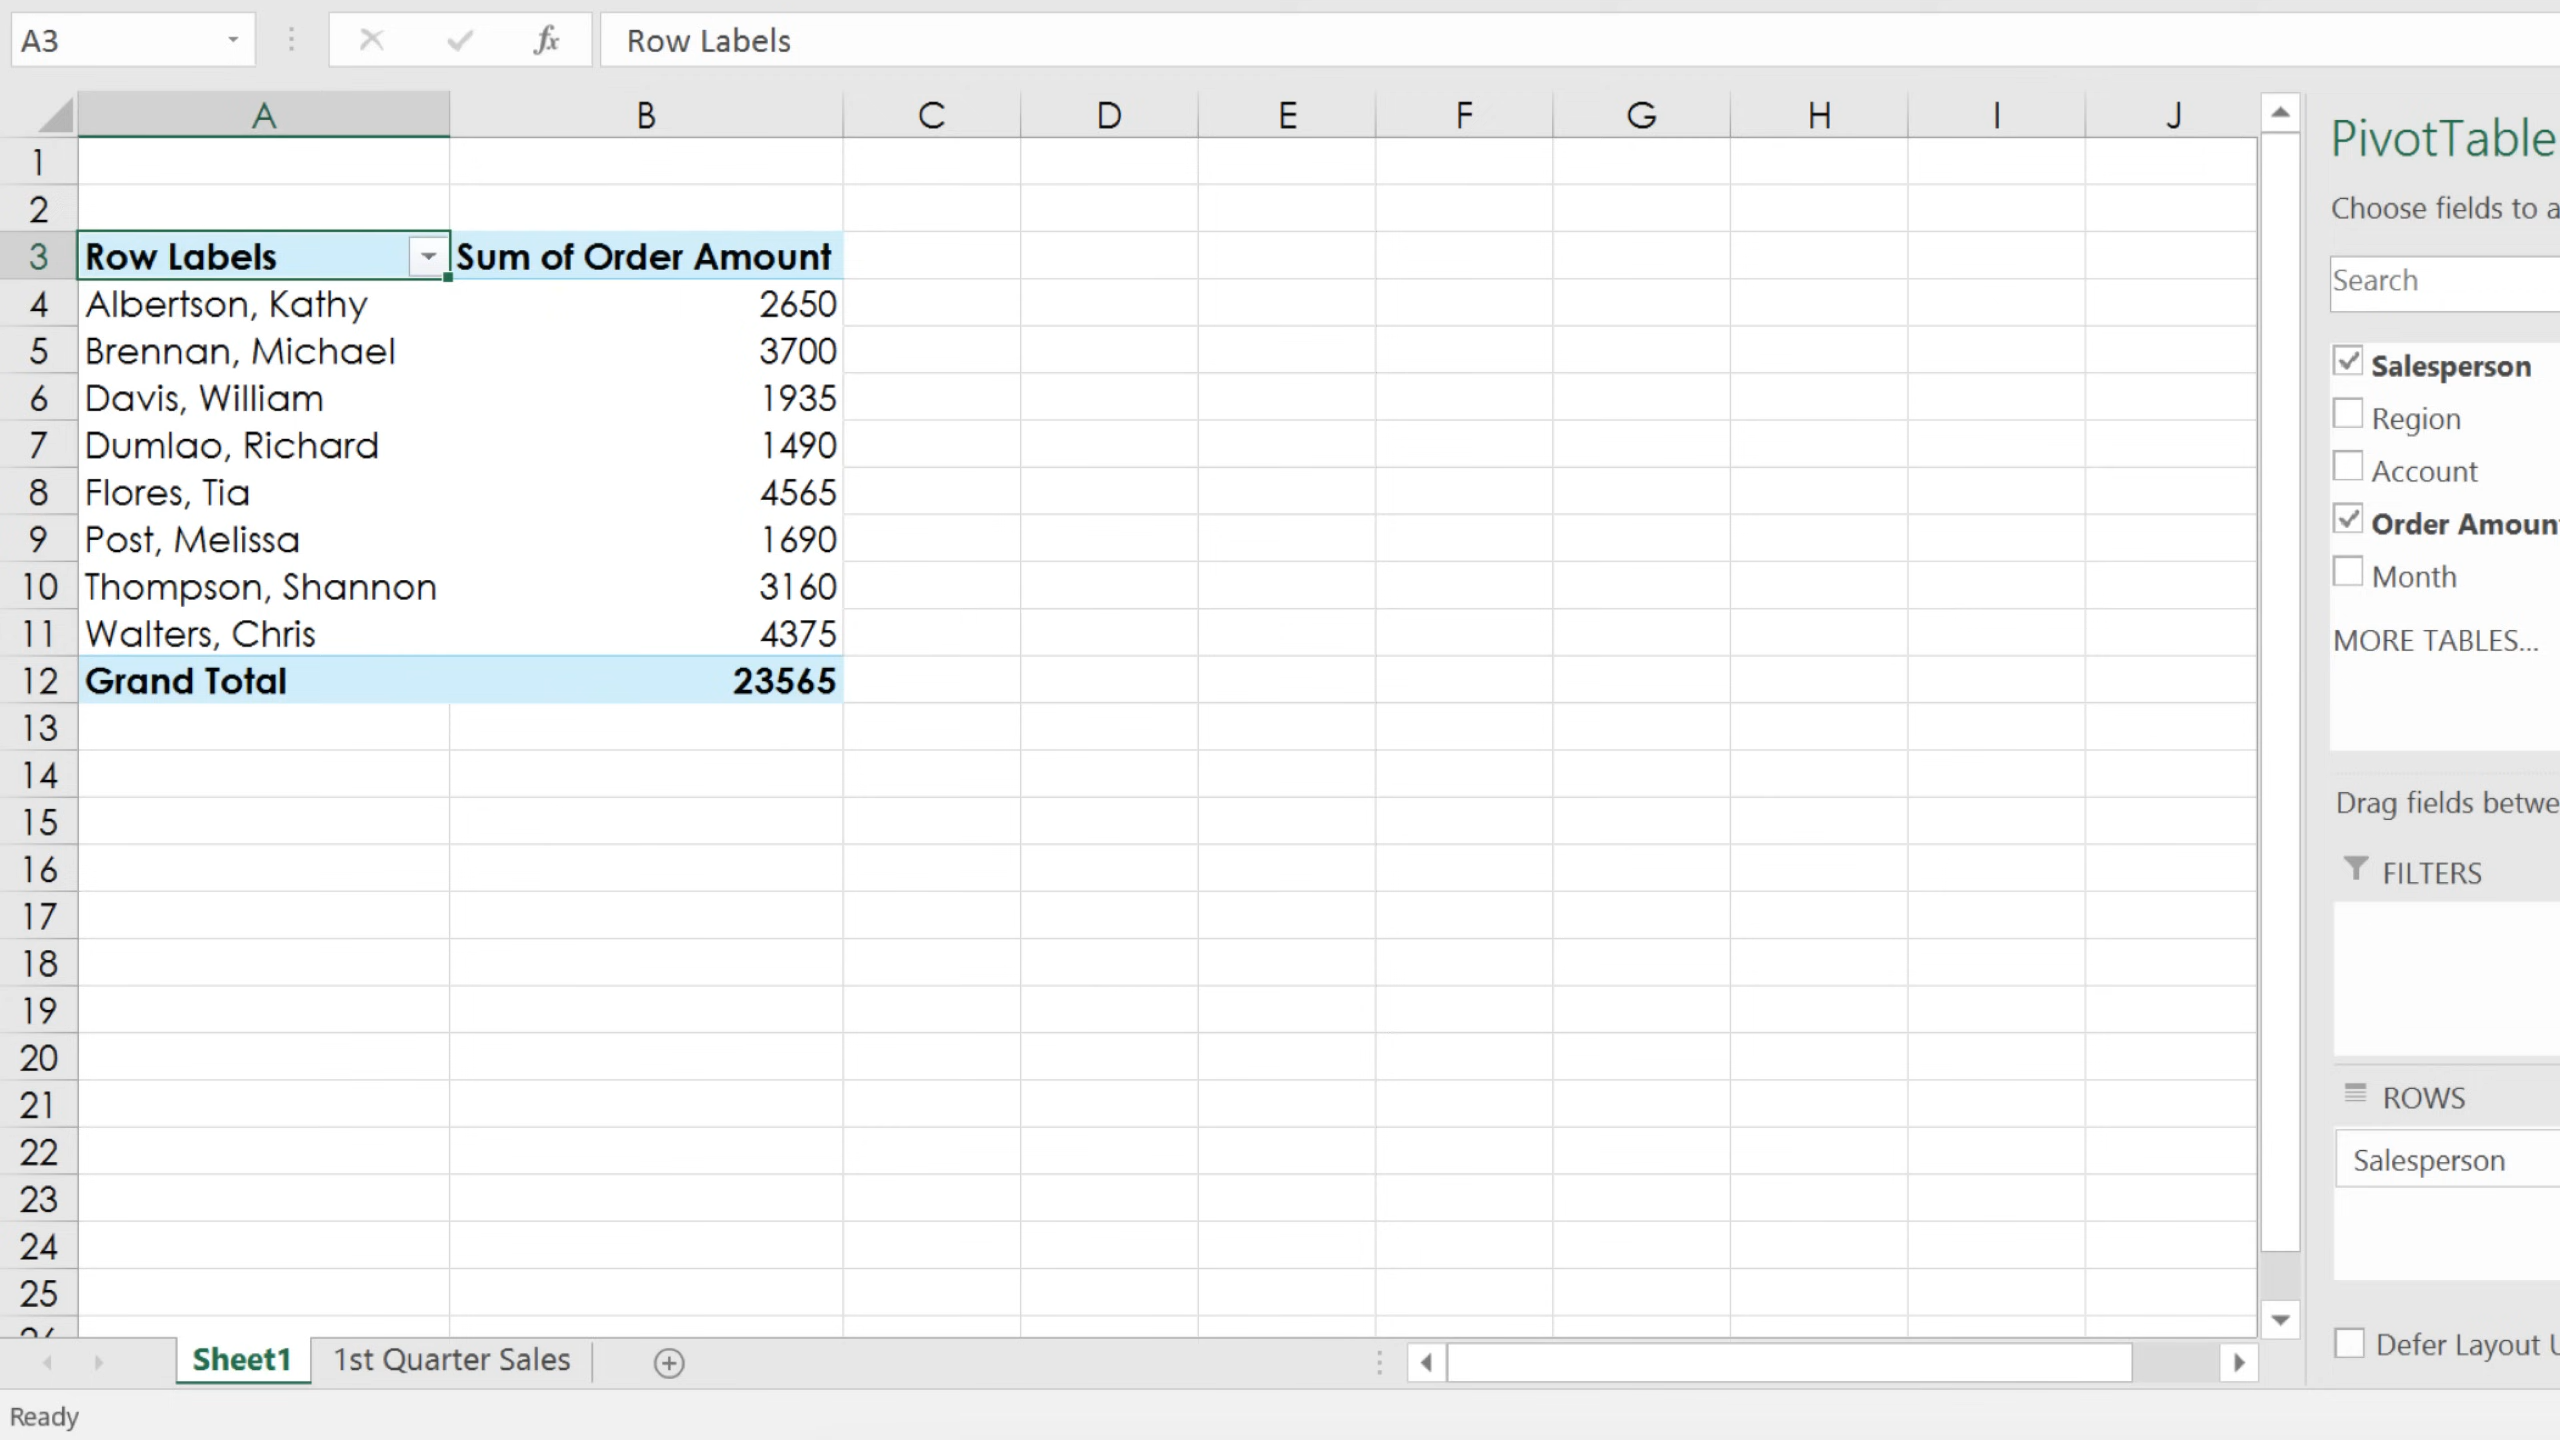 A3 fx Row Labels
A B C D E F G H I J
1
2
3 Row Labels Sum of Order Amount
4 Albertson, Kathy 2650
5 Brennan, Michael 3700
6 Davis, William 1935
7 Dumlao, Richard 1490
8 Flores, Tia 4565
9 Post, Melissa 1690
10 Thompson, Shannon 3160
11 Walters, Chris 4375
12 Grand Total 23565
13
14
15
16
17
18
19
20
21
22
23
24
25
26
Sheet1 1st Quarter Sales
Ready
PivotTable
Choose fields to a
Search
Salesperson
Region
Account
Order Amoun
Month
MORE TABLES...
Drag fields betwe
FILTERS
ROWS
Salesperson
Defer Layout U